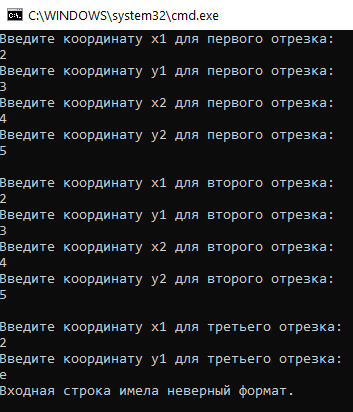 C:\WINDOWS\system32\cmd.exe
Введите координату x1 для первого отрезка:
2
Введите координату y1 для первого отрезка:
3
Введите координату x2 для первого отрезка:
4
Введите координату y2 для первого отрезка:
5
Введите координату x1 для второго отрезка:
2
Введите координату y1 для второго отрезка:
3
Введите координату x2 для второго отрезка:
4
Введите координату y2 для второго отрезка:
5
Введите координату x1 для третьего отрезка:
2
Введите координату y1 для третьего отрезка:
e
Входная строка имела неверный формат.